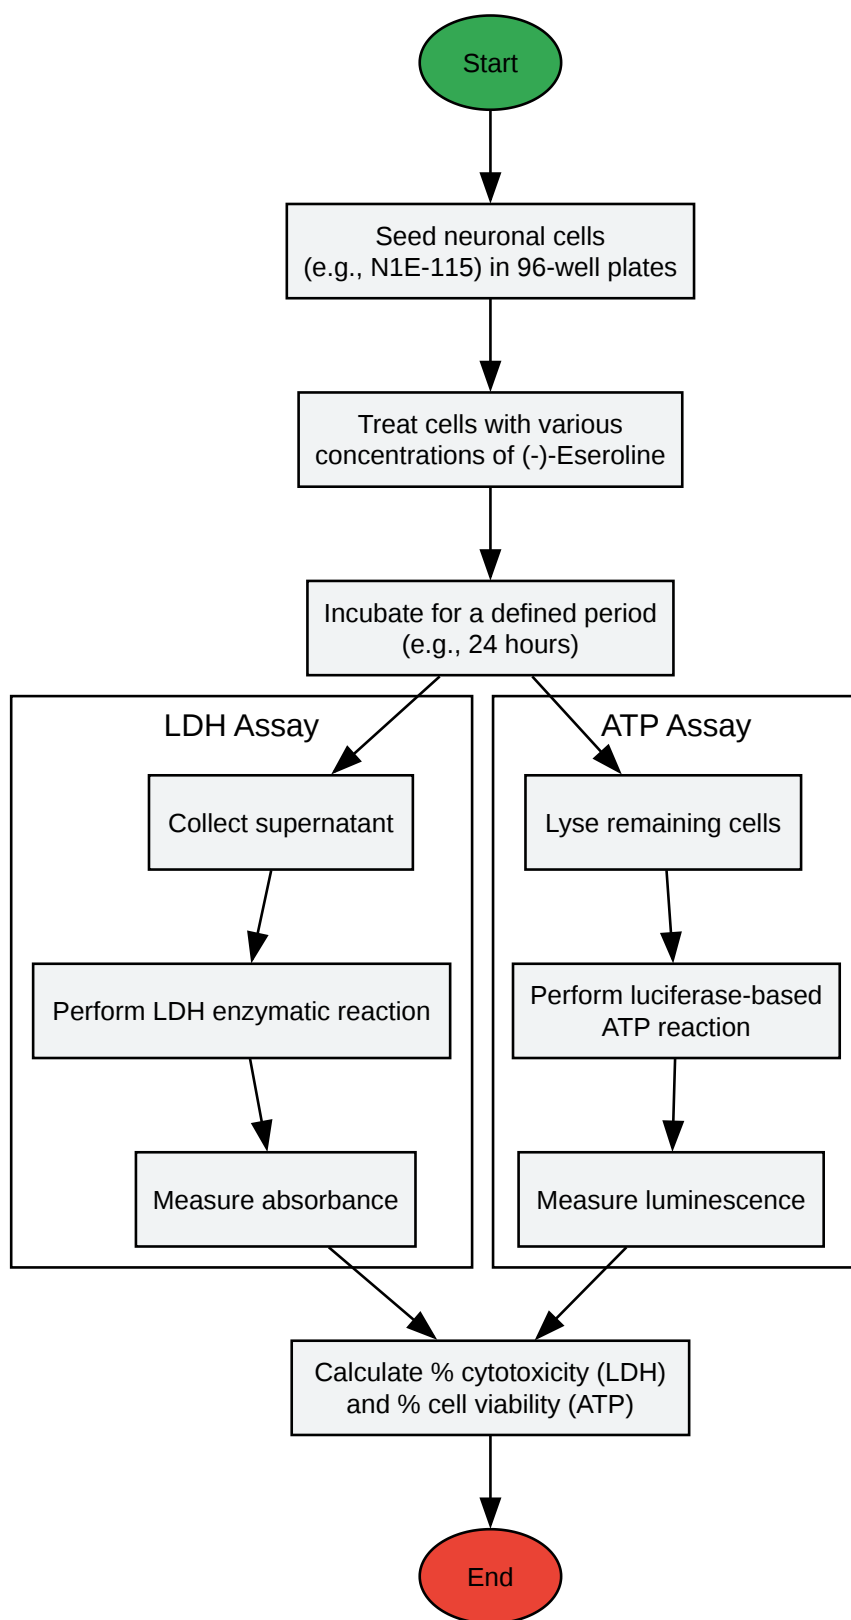 Start
Seed neuronal cells
(e.g., N1E-115) in 96-well plates
Treat cells with various
concentrations of (-)-Eseroline
Incubate for a defined period
(e.g., 24 hours)
LDH Assay
Collect supernatant
Perform LDH enzymatic reaction
Measure absorbance
ATP Assay
Lyse remaining cells
Perform luciferase-based
ATP reaction
Measure luminescence
Calculate % cytotoxicity (LDH)
and % cell viability (ATP)
End